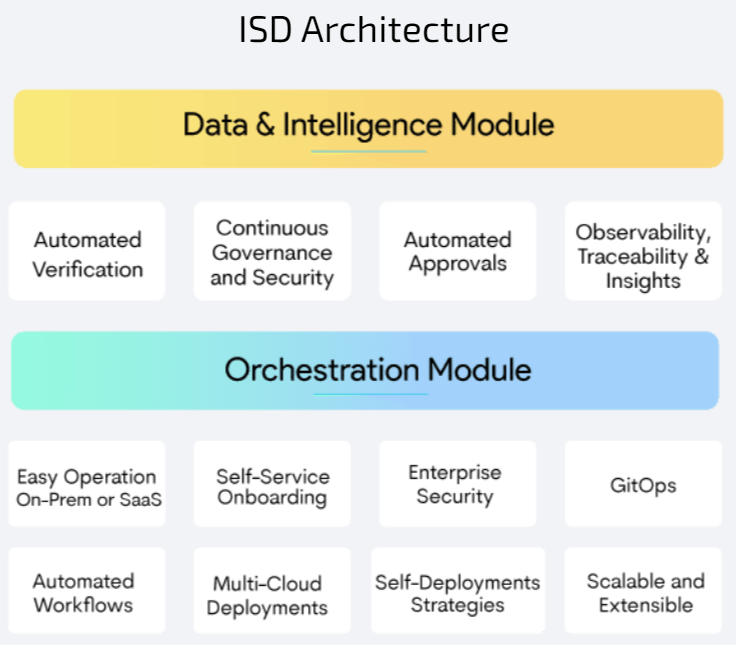 ISD Architecture
Data & Intelligence Module
Automated
Verification
Continuous
Governance
and Security
Automated
Approvals
Observability,
Traceability &
Insights
Orchestration Module
Easy Operation
On-Prem or SaaS
Self-Service
Onboarding
Enterprise
Security
GitOps
Automated
Workflows
Multi-Cloud
Deployments
Self-Deployments
Strategies
Scalable and
Extensible